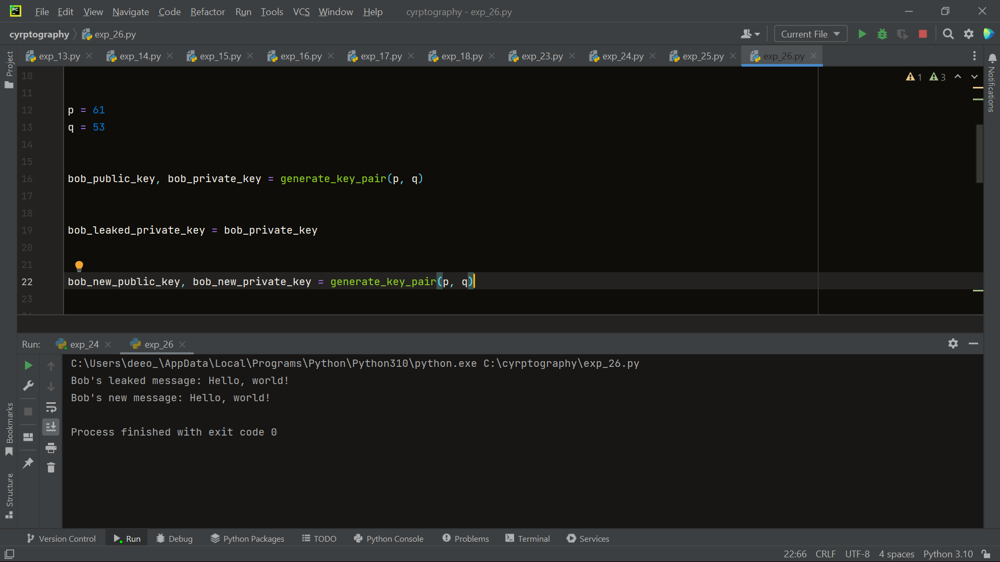 PC File Edit View Navigate Code Refactor Run Tools VCS Window Help cyrptography - exp_26.py
cyrptography exp_26.py Current File
Project
exp_13.py exp_14.py exp_15.py exp_16.py exp_17.py exp_18.py exp_23.py exp_24.py exp_25.py exp_26.py
Notifications
10 1 3
11
12 p = 61
13 q = 53
14
15
16 bob_public_key, bob_private_key = generate_key_pair(p, q)
17
18
19 bob_leaked_private_key = bob_private_key
20
21
22 bob_new_public_key, bob_new_private_key = generate_key_pair(p, q)
23
Run: exp_24 exp_26
C:\Users\deeo_\AppData\Local\Programs\Python\Python310\python.exe C:\cyrptography\exp_26.py
Bob's leaked message: Hello, world!
Bob's new message: Hello, world!
Process finished with exit code 0
Bookmarks
Structure
Version Control Run Debug Python Packages TODO Python Console Problems Terminal Services
22:66 CRLF UTF-8 4 spaces Python 3.10